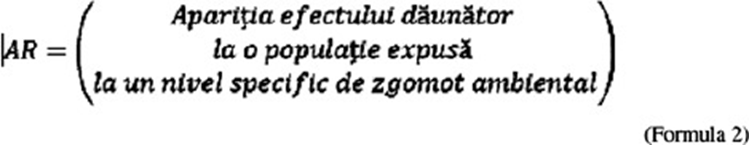 Apariția efectului dăunător
AR = ( la o populație expusă )
la un nivel specific de zgomot ambiental
(Formula 2)